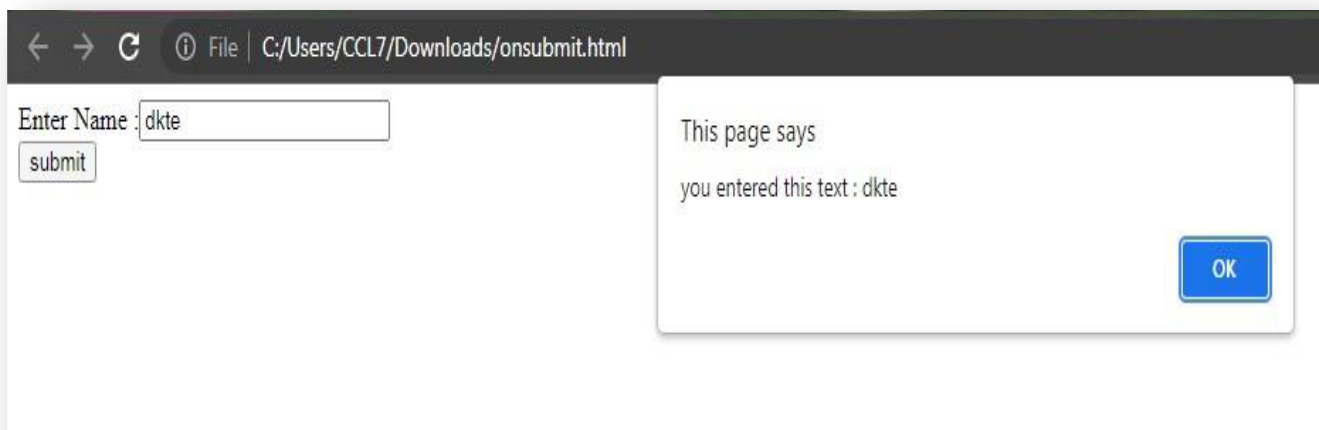 File | C:/Users/CCL7/Downloads/onsubmit.html
Enter Name : dkte
submit
This page says
you entered this text : dkte
OK